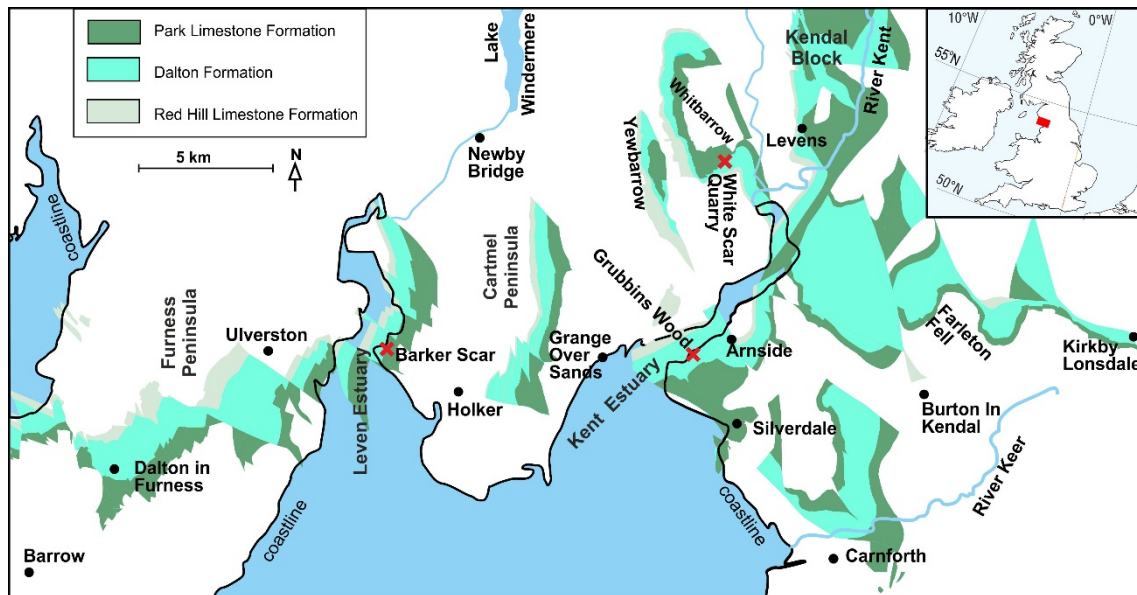 Park Limestone Formation
Dalton Formation
Red Hill Limestone Formation
5 km
N
Lake
Windermere
Newby
Bridge
Kendal
Block
River Kent
Whitbarrow
Yewbarrow
Levens
White Scar
Quarry
10°W
0°W
55°N
50°N
coastline
Furness
Peninsula
Ulverston
Cartmel
Peninsula
Barker Scar
Leven Estuary
Holker
Grange
Over
Sands
Grubbins Wood
Kent Estuary
Arnside
Silverdale
Farleton
Fell
Kirkby
Lonsdale
Burton In
Kendal
River Keer
Dalton in
Furness
Barrow
coastline
coastline
Carnforth